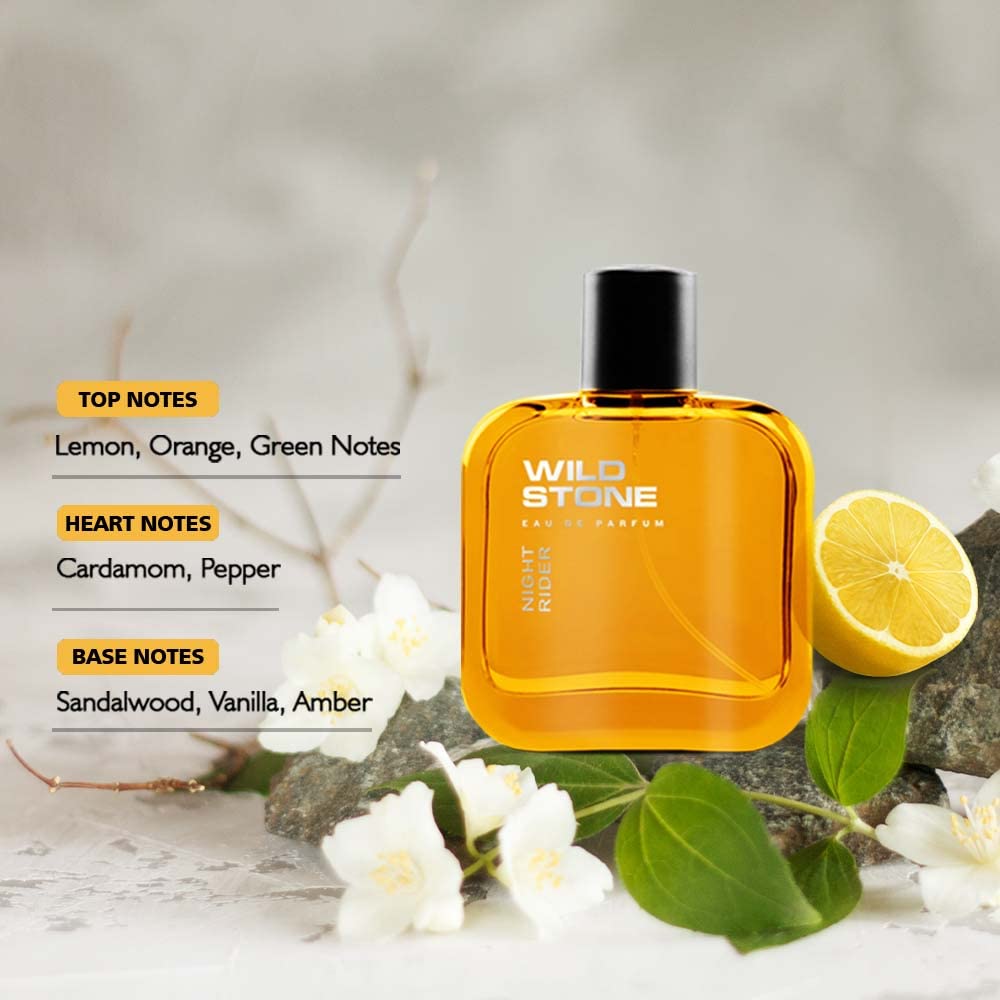 TOP NOTES
Lemon, Orange, Green Notes
HEART NOTES
Cardamom, Pepper
BASE NOTES
Sandalwood, Vanilla, Amber
WILD
STONE
EAU DE PARFUM
NIGHT
RIDER